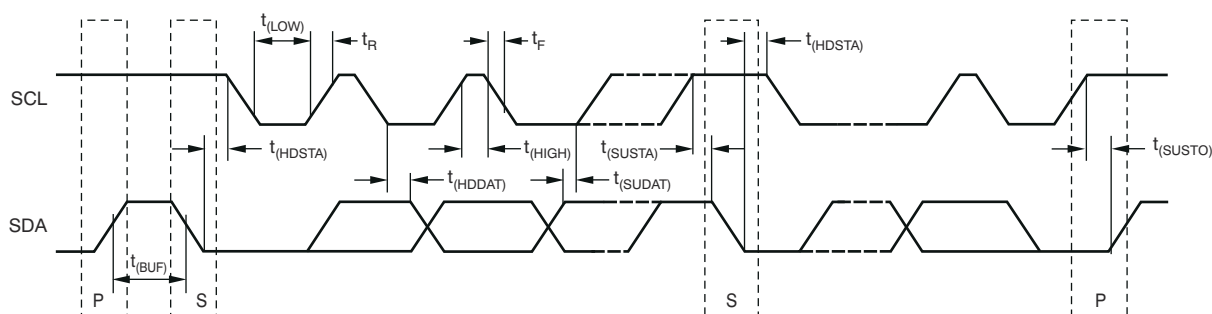 t(LOW)
tR
tF
t(HDSTA)
SCL
t(HDSTA)
t(HIGH)
t(SUSTA)
t(SUSTO)
t(HDDAT)
t(SUDAT)
SDA
t(BUF)
P
S
S
P